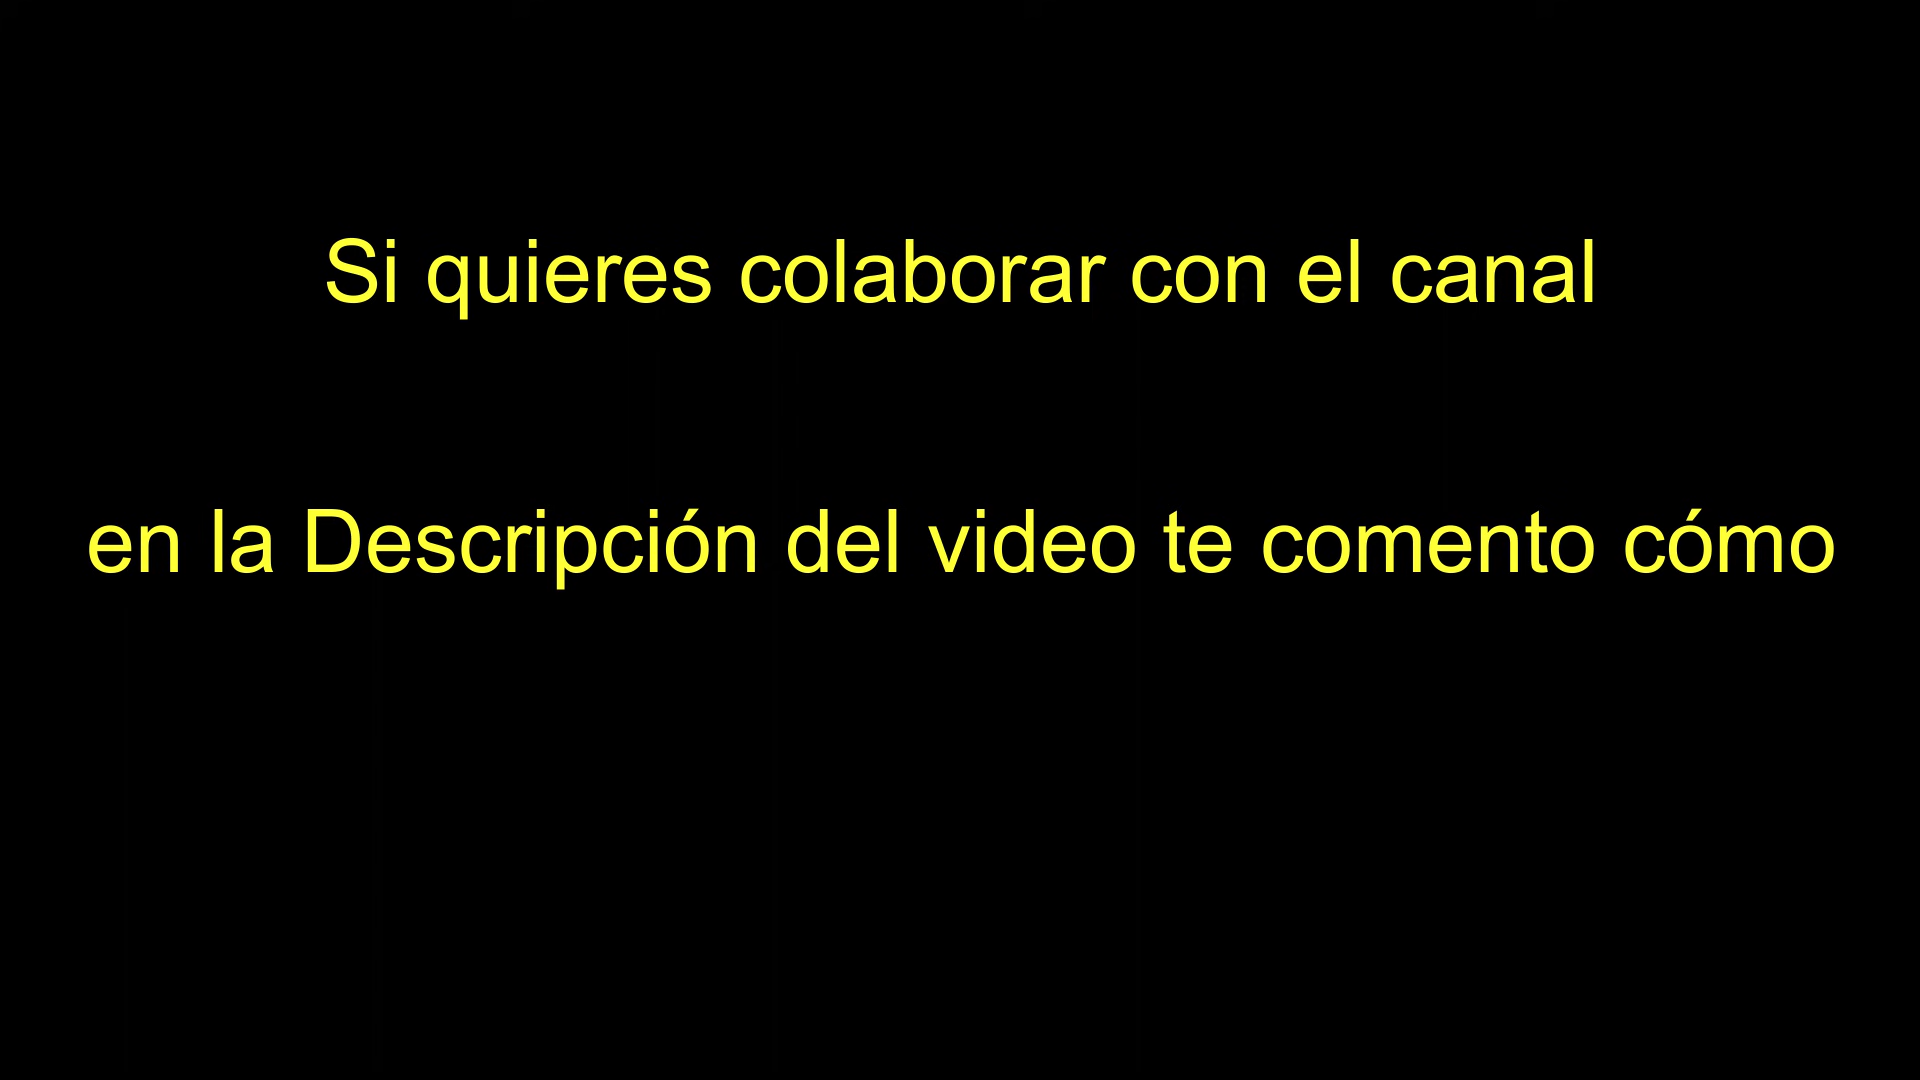 Si quieres colaborar con el canal
en la Descripción del video te comento cómo